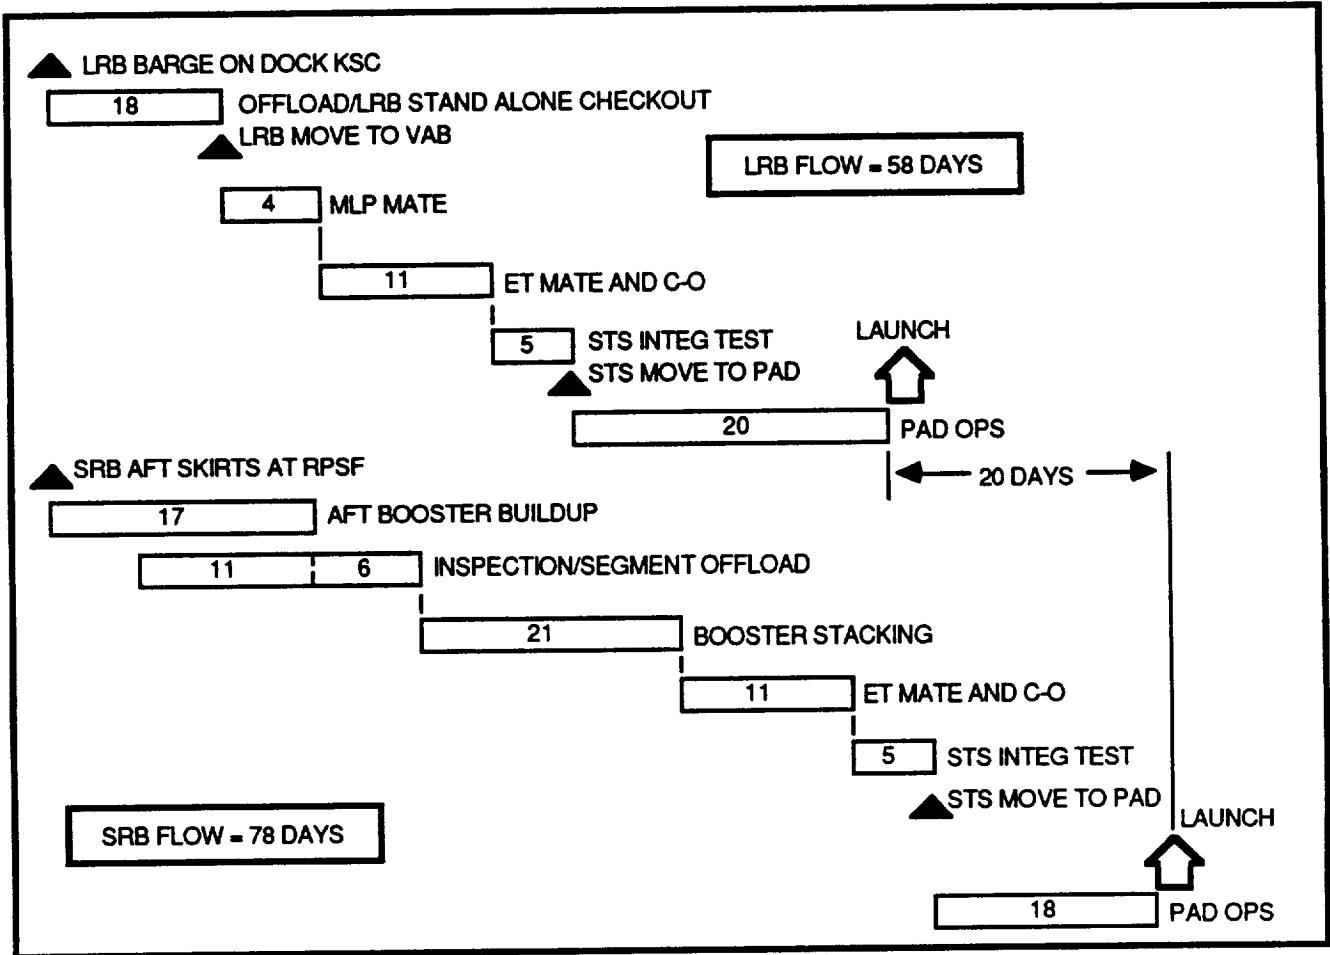 LRB BARGE ON DOCK KSC
18 OFFLOAD/LRB STAND ALONE CHECKOUT
LRB MOVE TO VAB
LRB FLOW = 58 DAYS
4 MLP MATE
11 ET MATE AND C-O
5 STS INTEG TEST
LAUNCH
STS MOVE TO PAD
20 PAD OPS
SRB AFT SKIRTS AT RPSF
20 DAYS
17 AFT BOOSTER BUILDUP
11 6 INSPECTION/SEGMENT OFFLOAD
21 BOOSTER STACKING
11 ET MATE AND C-O
5 STS INTEG TEST
STS MOVE TO PAD
LAUNCH
SRB FLOW = 78 DAYS
18 PAD OPS